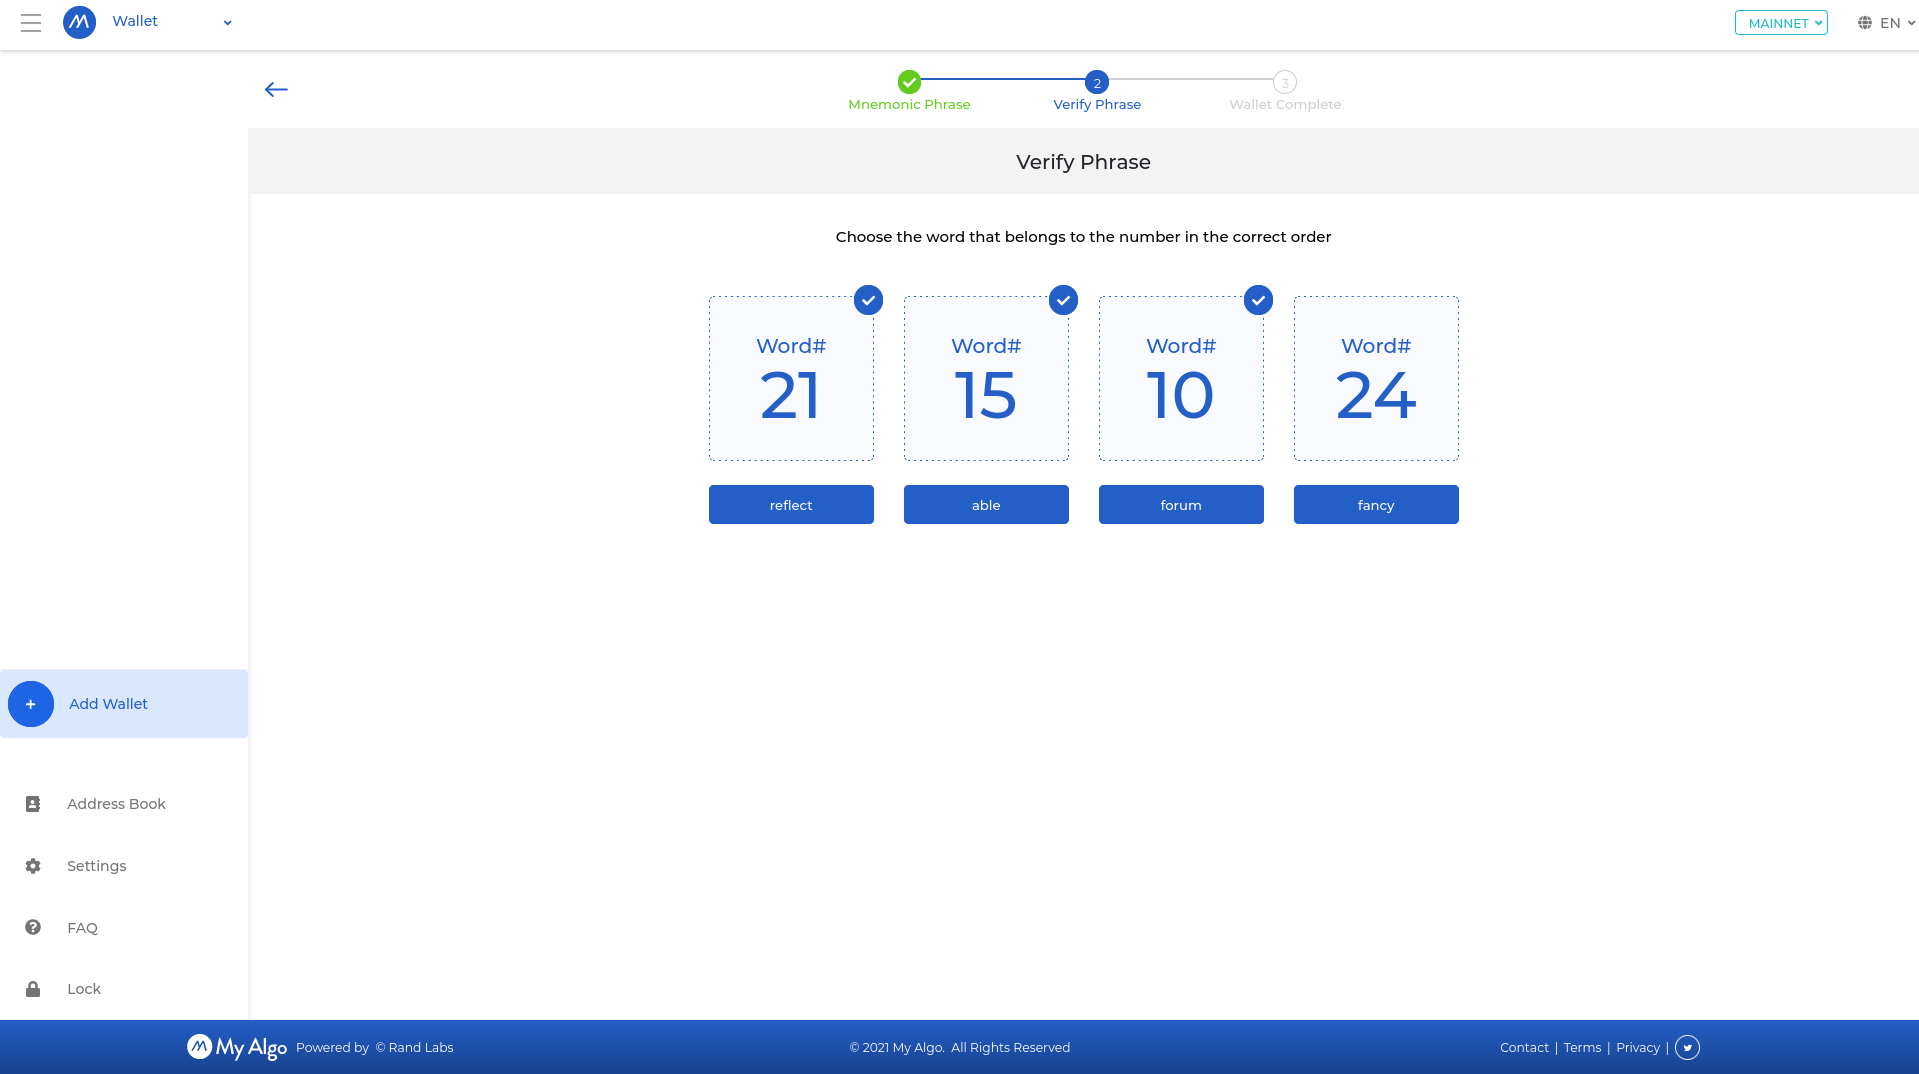 Wallet
MAINNET
EN
2
3
Mnemonic Phrase
Verify Phrase
Wallet Complete
Verify Phrase
Choose the word that belongs to the number in the correct order
Word# Word# Word# Word#
21 15 10 24
reflect able forum fancy
+ Add Wallet
Address Book
Settings
FAQ
Lock
My Algo Powered by © Rand Labs
© 2021 My Algo. All Rights Reserved
Contact | Terms | Privacy |